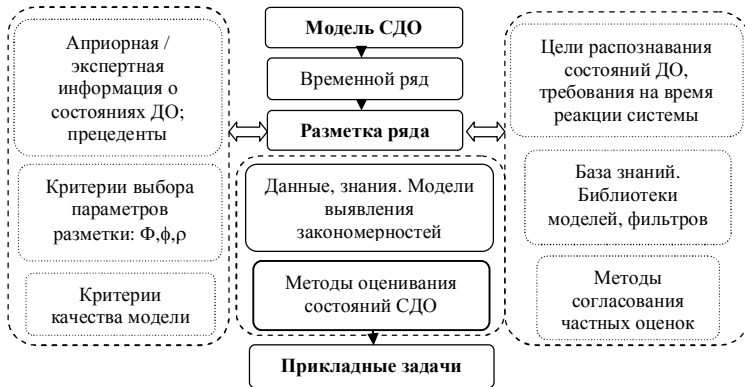 Априорная /
экспертная
информация о
состояниях ДО;
прецеденты
Критерии выбора
параметров
разметки: Φ,ϕ,ρ
Критерии
качества модели
Модель СДО
Временной ряд
Разметка ряда
Данные, знания. Модели
выявления
закономерностей
Методы оценивания
состояний СДО
Прикладные задачи
Цели распознавания
состояний ДО,
требования на время
реакции системы
База знаний.
Библиотеки
моделей, фильтров
Методы
согласования
частных оценок